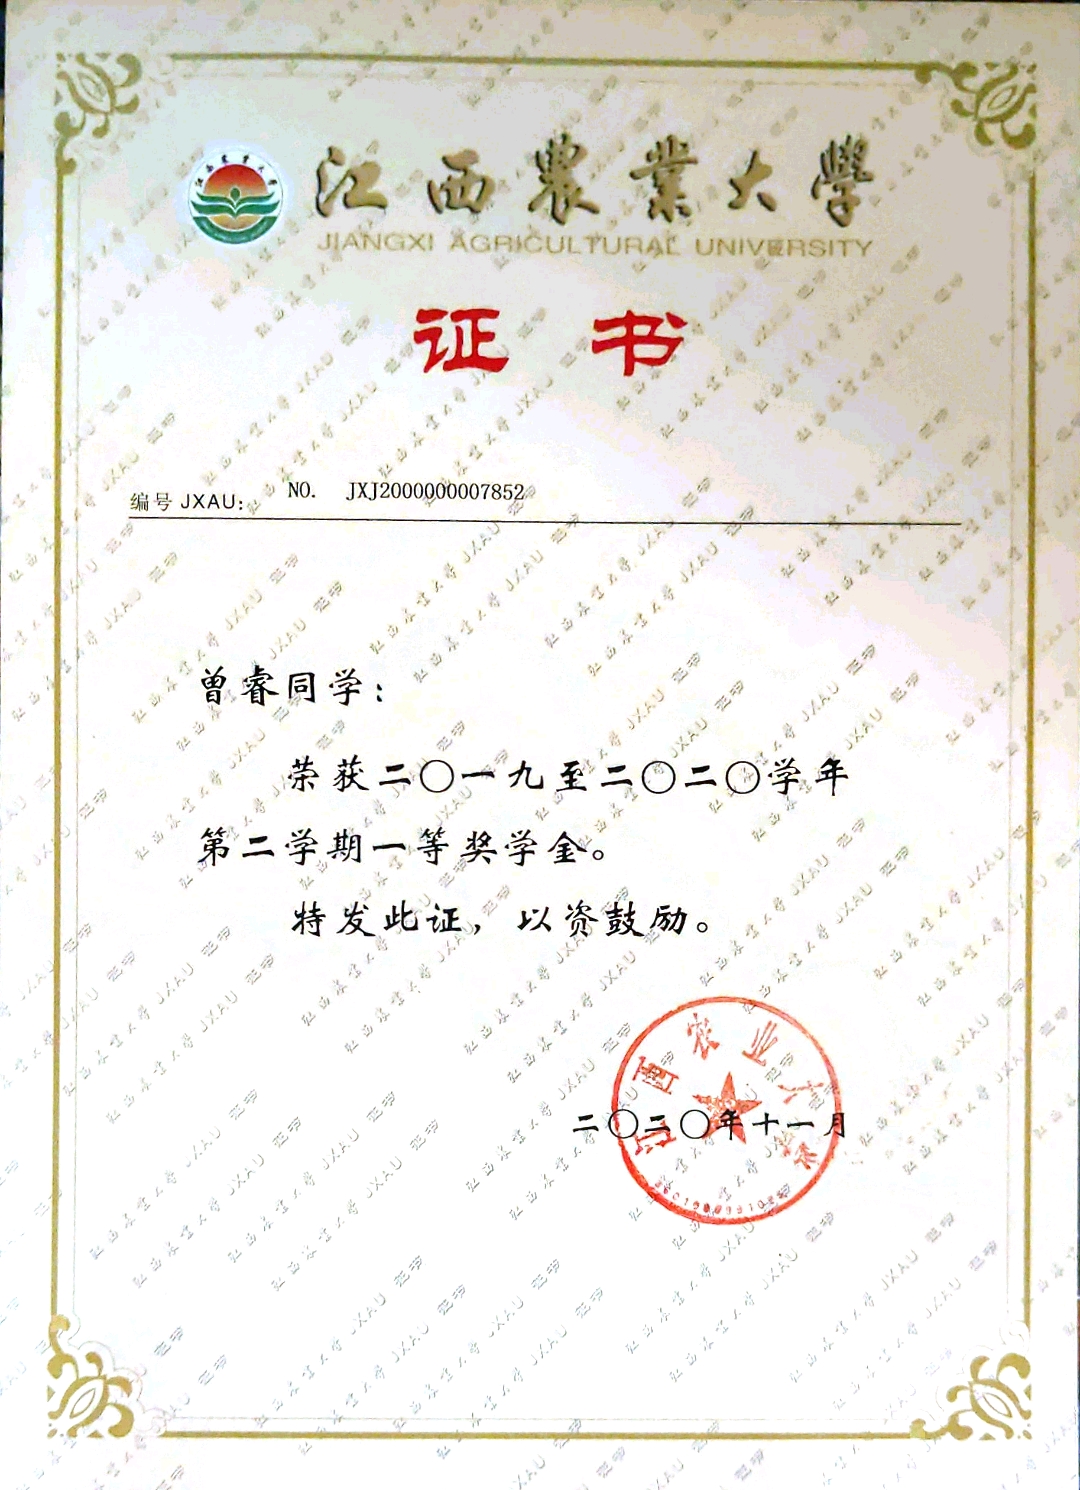 江西農業大學
JIANGXI AGRICULTURAL UNIVERSITY
证书
编号 JXAU: NO. JXJ2000000007852
曾睿同学：
荣获二〇一九至二〇二〇学年
第二学期一等奖学金。
特发此证，以资鼓励。
江西农业大学
二〇二〇年十一月